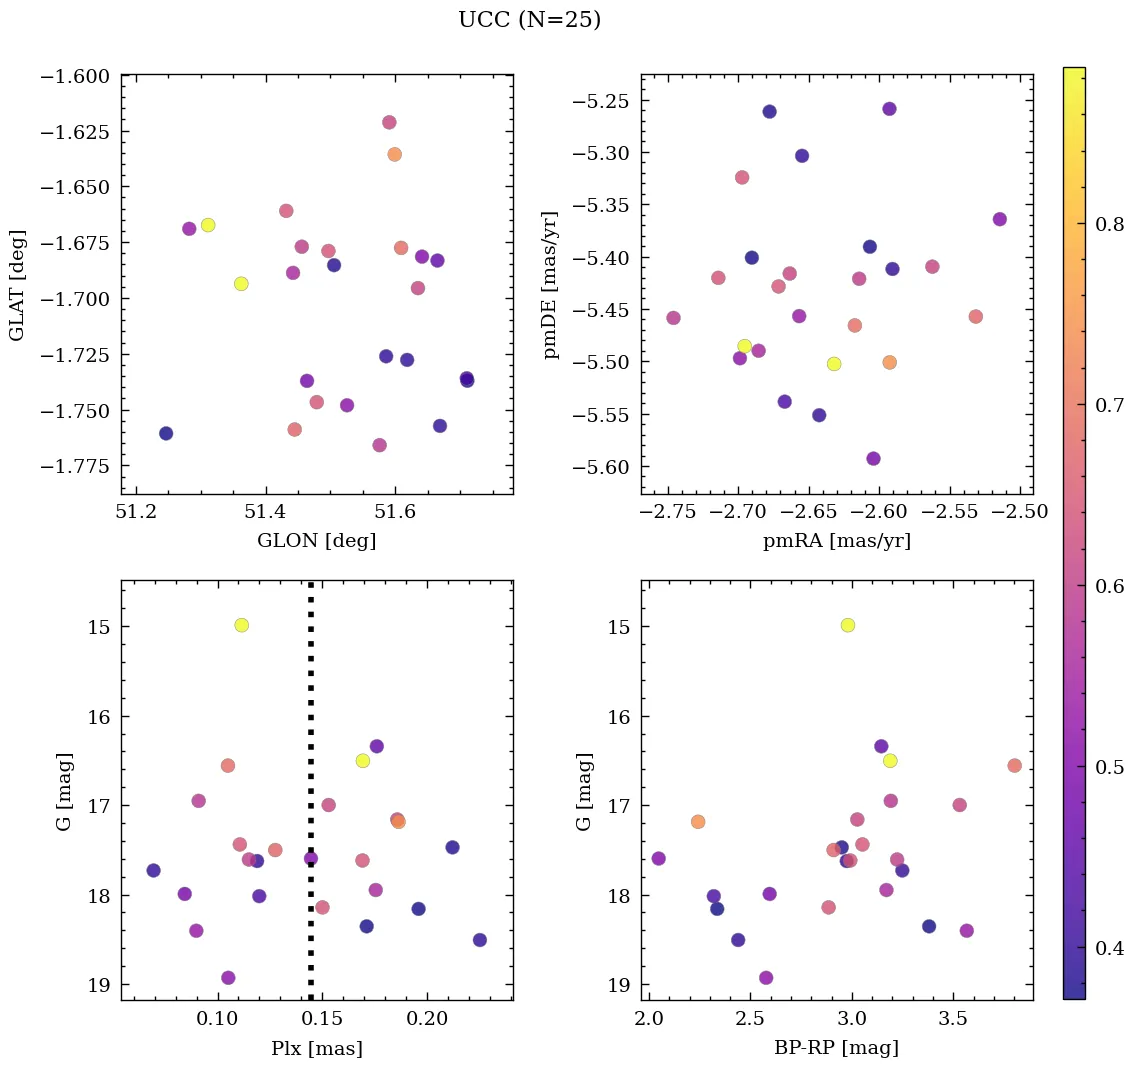 UCC (N=25)
−1.600
−1.625
−1.650
−1.675
−1.700
−1.725
−1.750
−1.775
GLAT [deg]
51.2 51.4 51.6
GLON [deg]
−5.25
−5.30
−5.35
−5.40
−5.45
−5.50
−5.55
−5.60
pmDE [mas/yr]
−2.75 −2.70 −2.65 −2.60 −2.55 −2.50
pmRA [mas/yr]
15
16
17
18
19
G [mag]
0.10 0.15 0.20
Plx [mas]
15
16
17
18
19
G [mag]
2.0 2.5 3.0 3.5
BP-RP [mag]
0.8
0.7
0.6
0.5
0.4